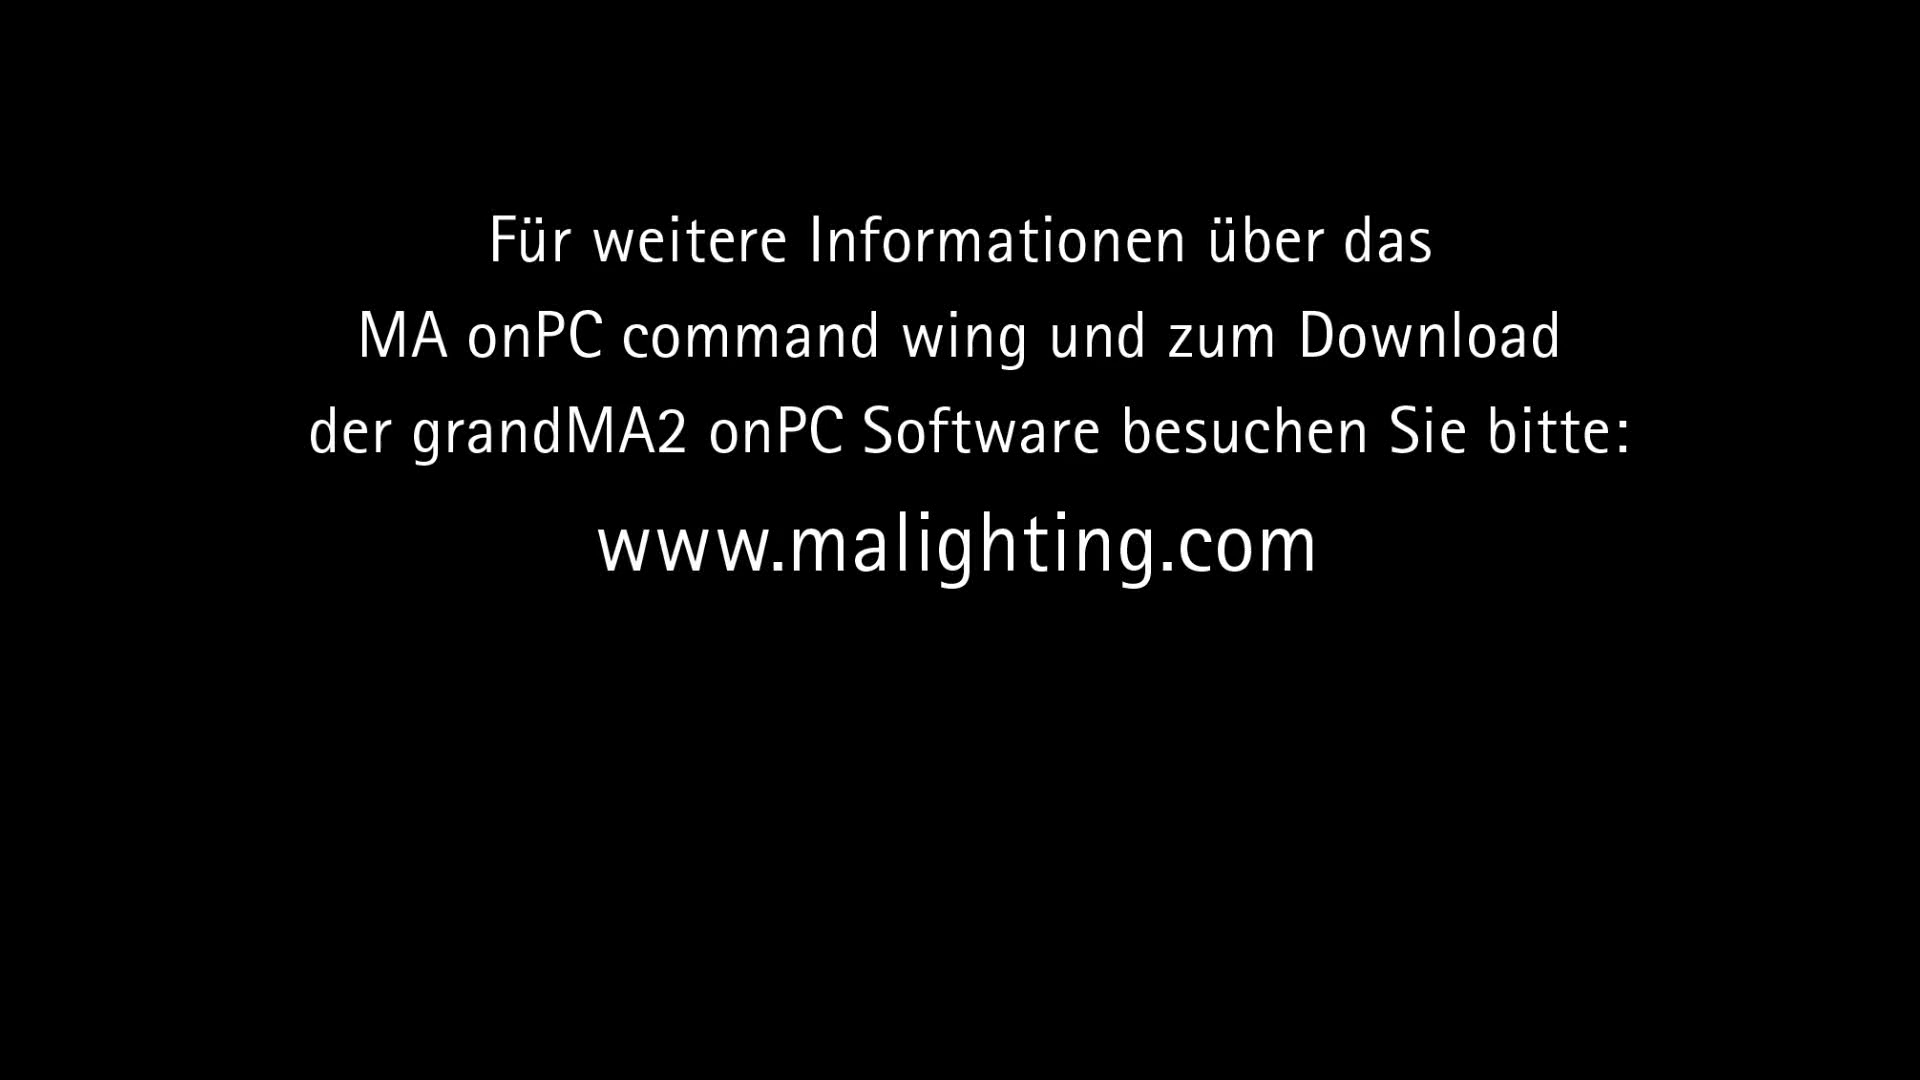 Für weitere Informationen über das
MA onPC command wing und zum Download
der grandMA2 onPC Software besuchen Sie bitte:
www.malighting.com